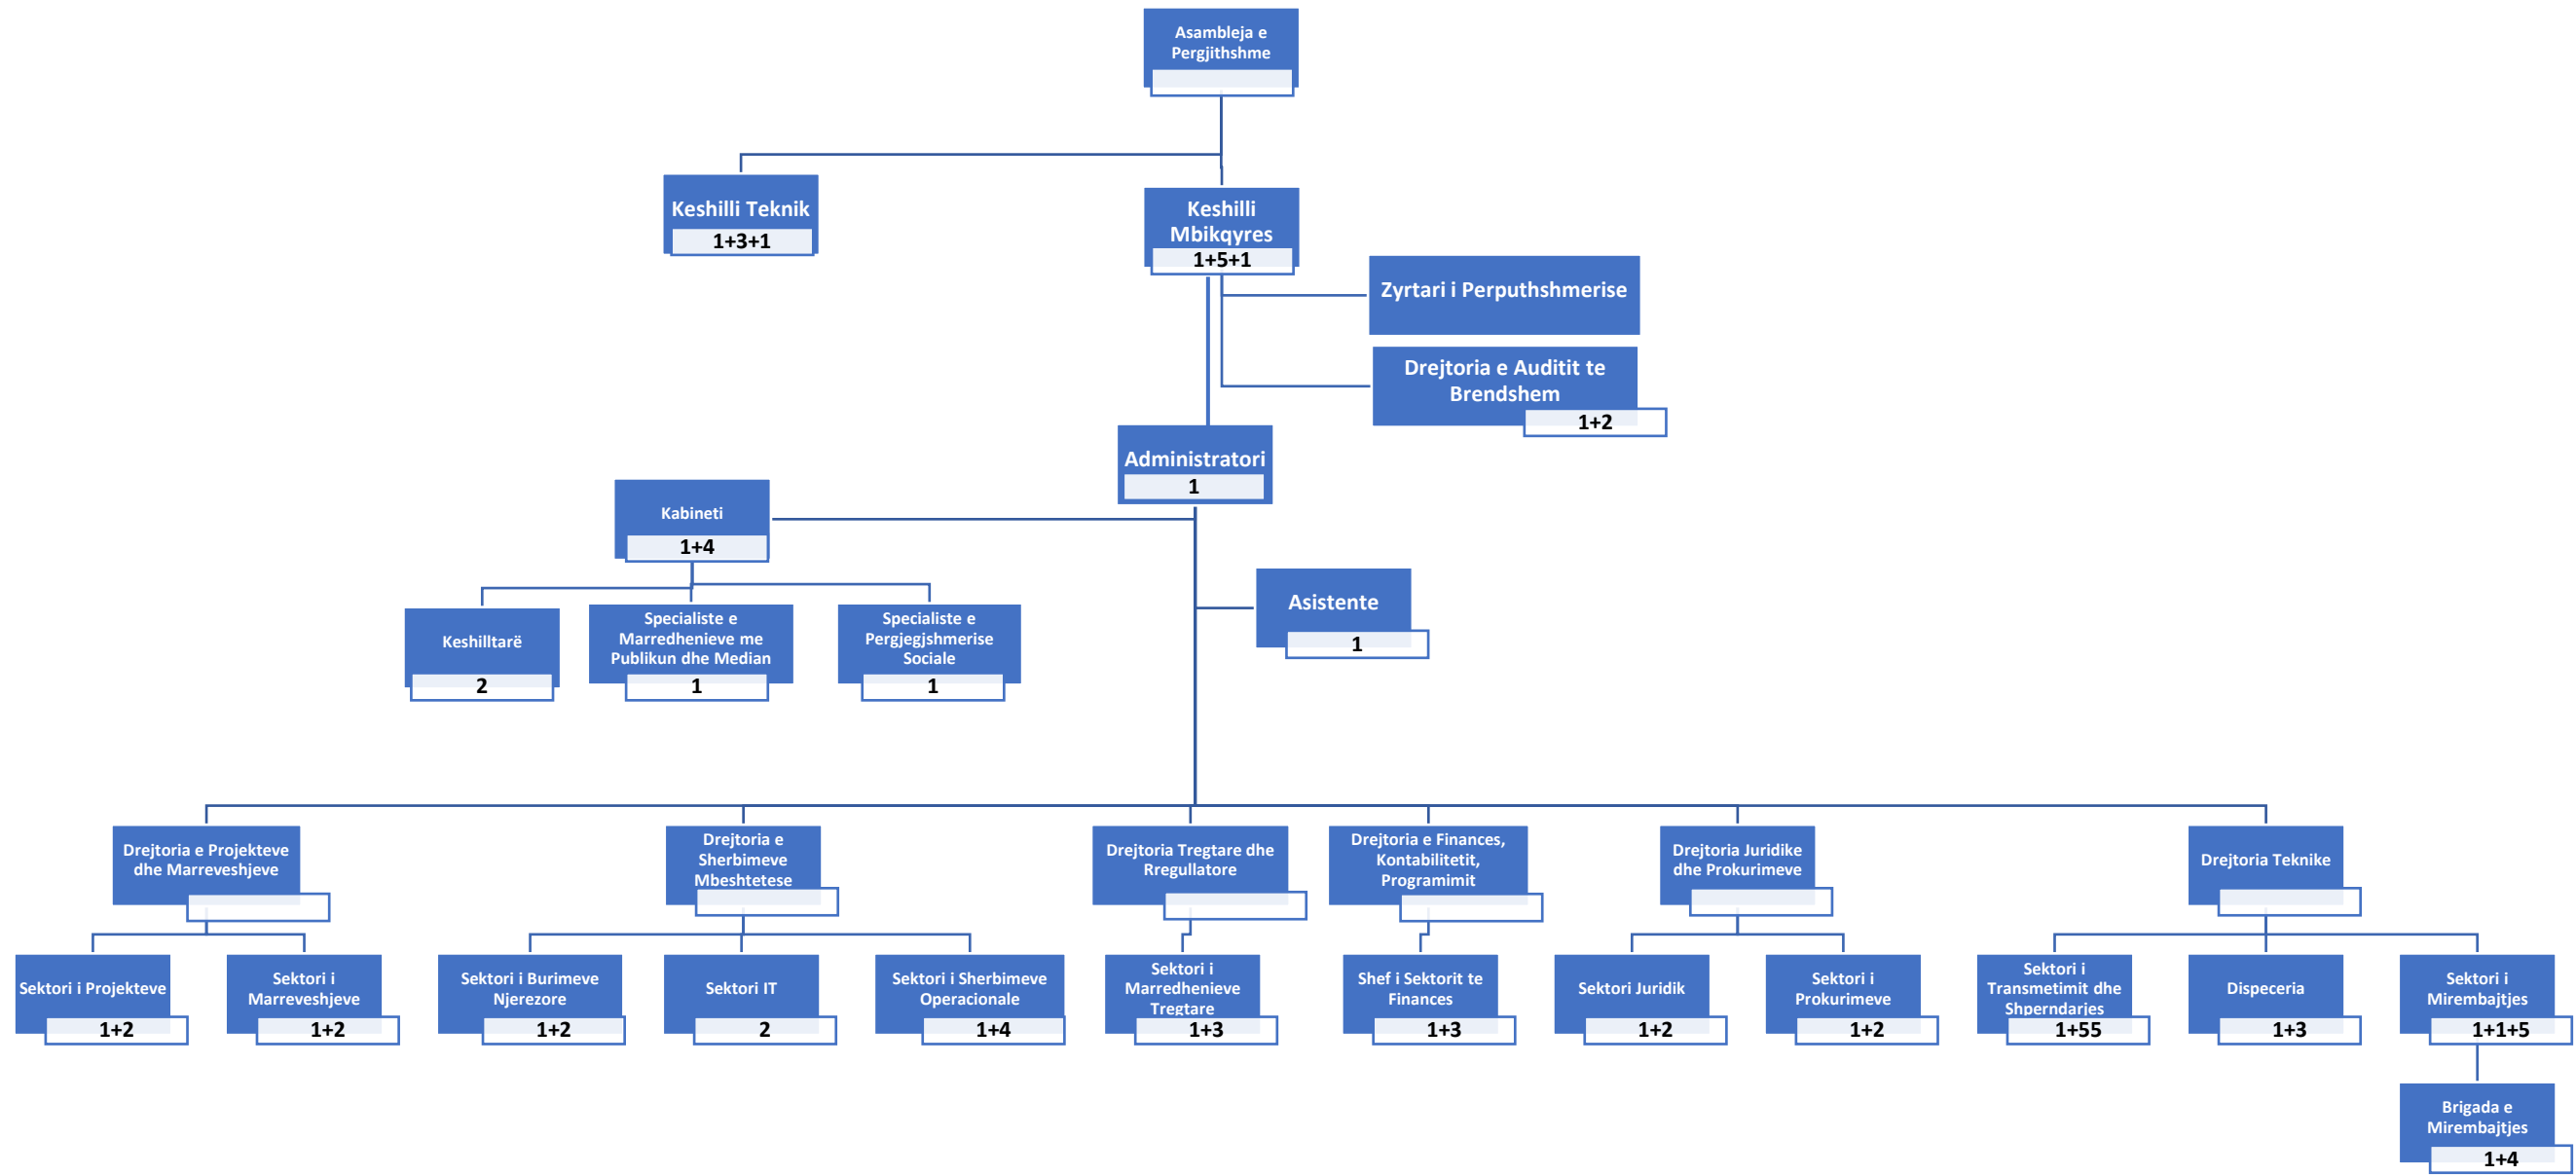 Asambleja e
Pergjithshme
Keshilli Teknik
1+3+1
Keshilli
Mbikqyres
1+5+1
Zyrtari i Perputhshmerise
Drejtoria e Auditit te
Brendshem
1+2
Administratori
1
Kabineti
1+4
Keshilltarë
2
Specialiste e
Marredhenieve me
Publikun dhe Median
1
Specialiste e
Pergjegjshmerise
Sociale
1
Asistente
1
Drejtoria e Projekteve
dhe Marreveshjeve
Drejtoria e
Sherbimeve
Mbeshtetese
Drejtoria Tregtare dhe
Rregullatore
Drejtoria e Finances,
Kontabilitetit,
Programimit
Drejtoria Juridike
dhe Prokurimeve
Drejtoria Teknike
Sektori i Projekteve
1+2
Sektori i
Marreveshjeve
1+2
Sektori i Burimeve
Njerezore
1+2
Sektori IT
2
Sektori i Sherbimeve
Operacionale
1+4
Sektori i
Marredhenieve
Tregtare
1+3
Shef i Sektorit te
Finances
1+3
Sektori Juridik
1+2
Sektori i
Prokurimeve
1+2
Sektori i
Transmetimit dhe
Shperndarjes
1+55
Dispeceria
1+3
Sektori i
Mirembajtjes
1+1+5
Brigada e
Mirembajtjes
1+4